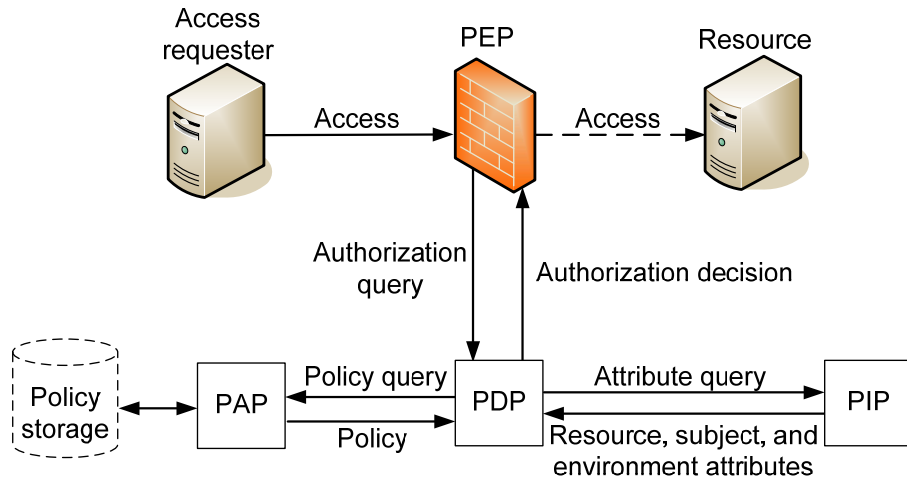 Access
requester
PEP
Resource
Access
Access
Authorization
query
Authorization decision
Policy
storage
PAP
Policy query
Policy
PDP
Attribute query
Resource, subject, and
environment attributes
PIP